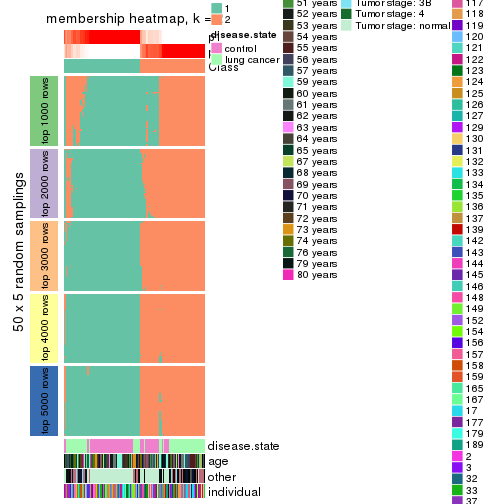 membership heatmap, k =
1
2
disease.state
control
lung cancer
Class
50 x 5 random samplings
top 1000 rows
top 2000 rows
top 3000 rows
top 4000 rows
top 5000 rows
disease.state
age
other
individual
51 years
52 years
53 years
54 years
55 years
56 years
57 years
59 years
60 years
61 years
62 years
63 years
64 years
65 years
67 years
68 years
69 years
70 years
71 years
72 years
73 years
74 years
76 years
79 years
80 years
Tumor stage: 3B
Tumor stage: 4
Tumor stage: normal
117
118
119
120
121
122
123
124
125
126
127
129
130
131
132
133
134
135
136
137
139
142
143
144
145
146
148
149
152
154
156
157
158
159
165
167
17
177
179
189
2
3
32
33
37